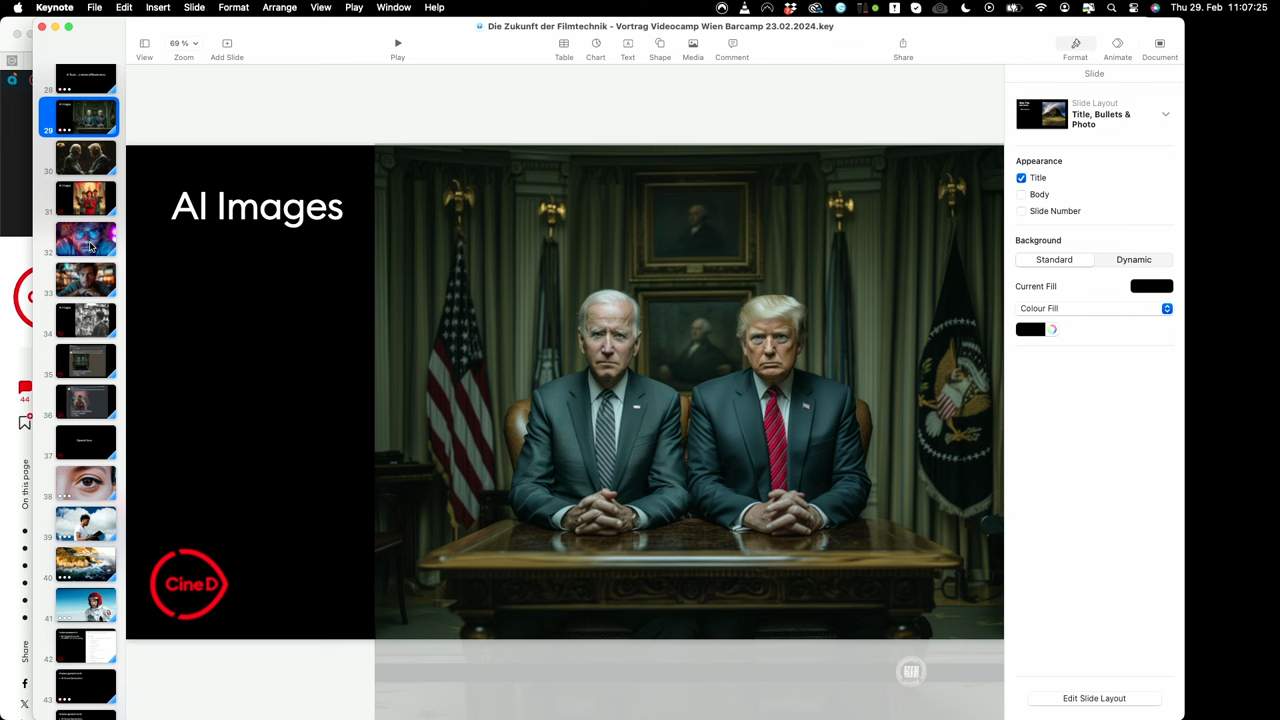 Keynote File Edit Insert Slide Format Arrange View Play Window Help
Thu 29. Feb 11:07:25
Die Zukunft der Filmtechnik - Vortrag Videocamp Wien Barcamp 23.02.2024.key
69 %
View Zoom Add Slide Play Table Chart Text Shape Media Comment Share Format Animate Document
28
29
30
31
32
33
34
35
36
37
38
39
40
41
42
43
44
On this page
Share
AI Images
CineD
Slide
Slide Layout
Title, Bullets &
Photo
Appearance
Title
Body
Slide Number
Background
Standard Dynamic
Current Fill
Colour Fill
Edit Slide Layout